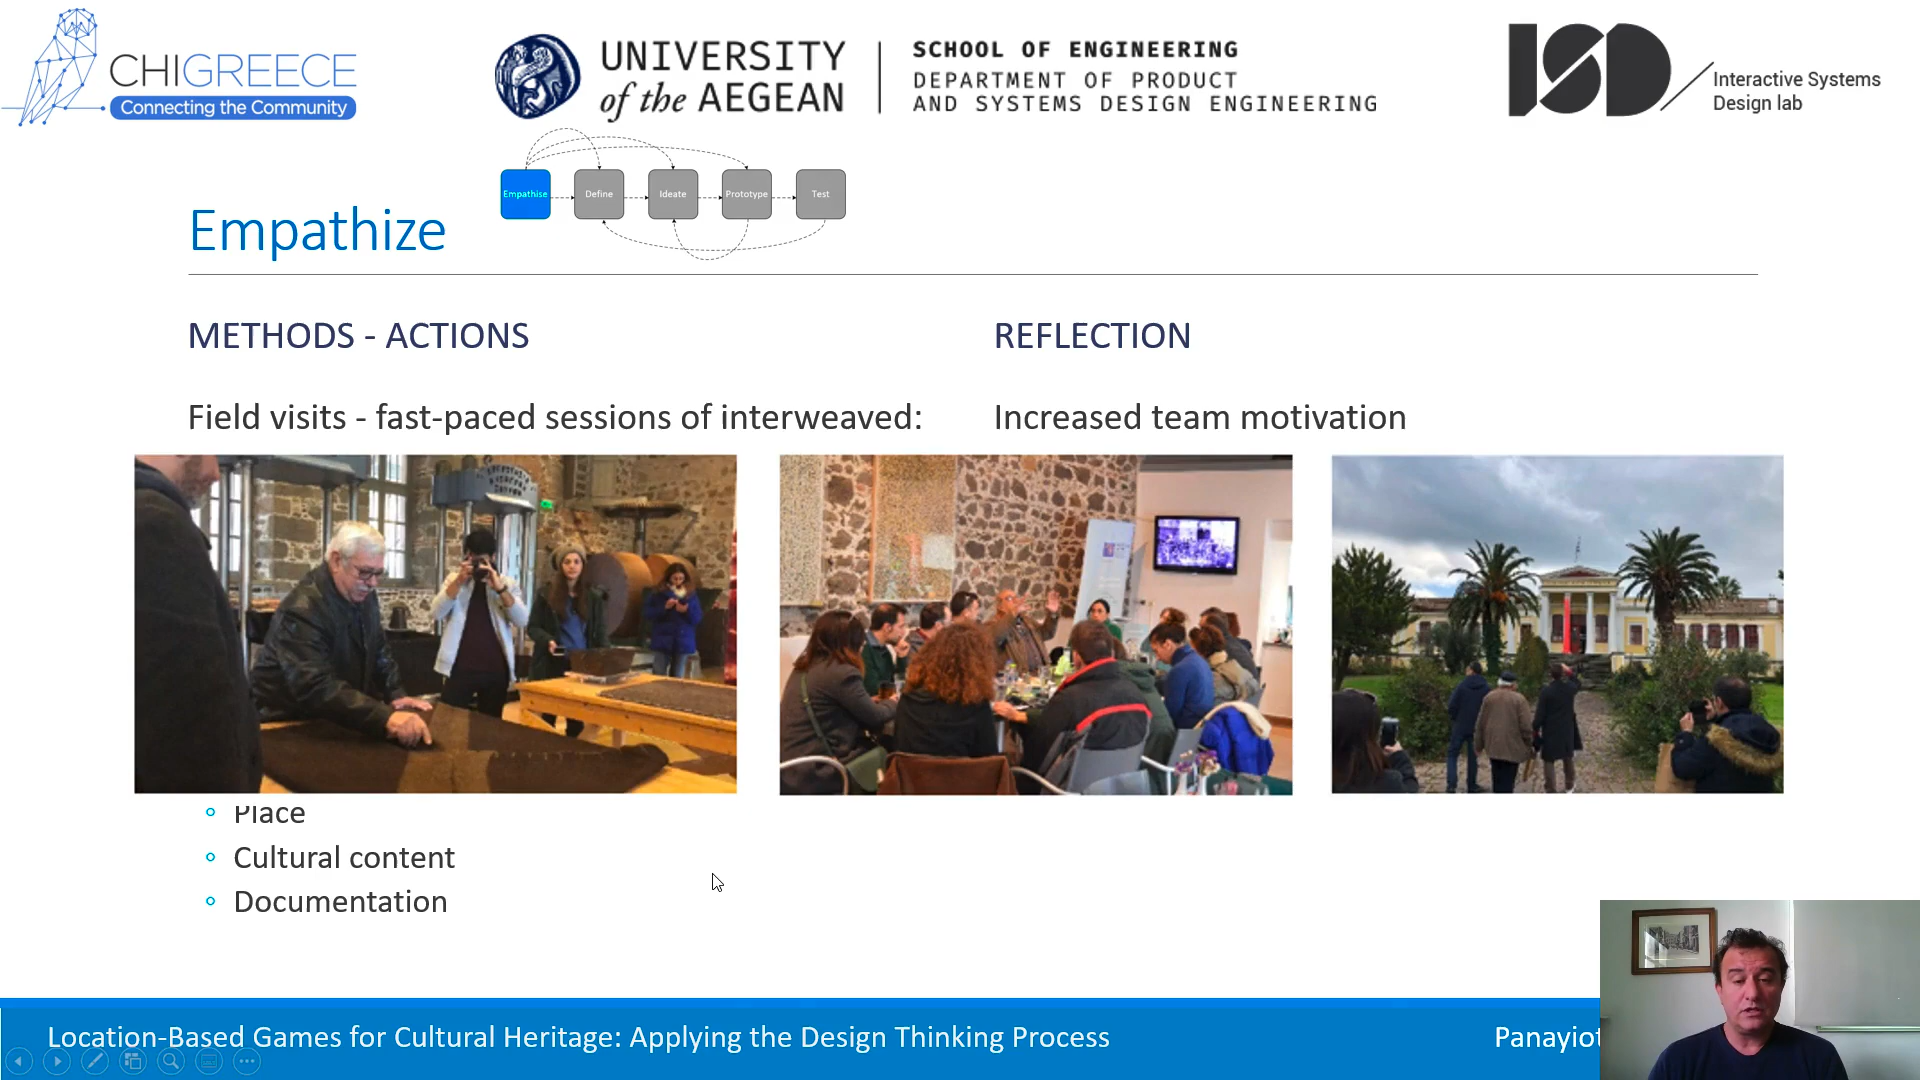 CHIGREECE
Connecting the Community
UNIVERSITY
of the AEGEAN
SCHOOL OF ENGINEERING
DEPARTMENT OF PRODUCT
AND SYSTEMS DESIGN ENGINEERING
ISD
Interactive Systems
Design lab
Empathise
Define
Ideate
Prototype
Test
Empathize
METHODS - ACTIONS
Field visits - fast-paced sessions of interweaved:
REFLECTION
Increased team motivation
Place
Cultural content
Documentation
Location-Based Games for Cultural Heritage: Applying the Design Thinking Process
Panayiot